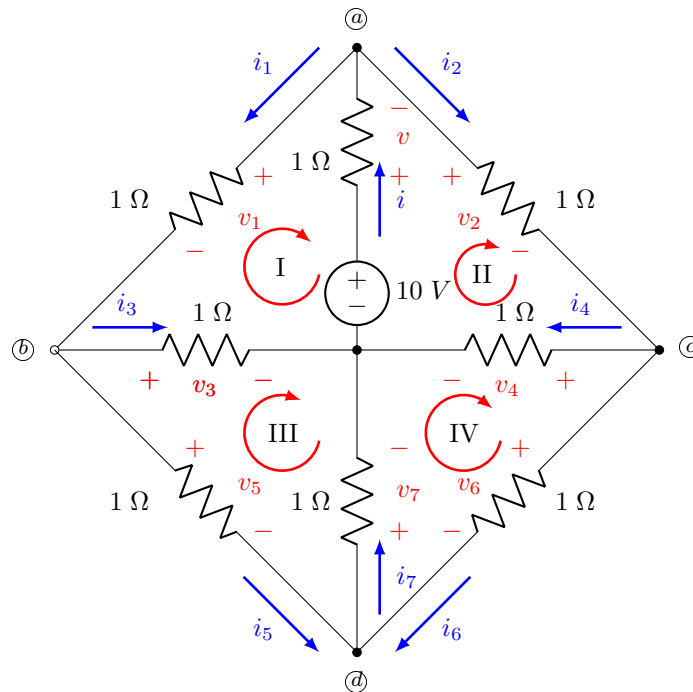 ⓐ
i₁ i₂
1 Ω − v + 1 Ω + v₁ − + v₂ − 1 Ω
i
I + − 10 V II
i₃ 1 Ω 1 Ω i₄
ⓑ ⓒ
+ v₃ − − v₄ +
III IV
+ v₅ − 1 Ω 1 Ω − v₇ + + v₆ − 1 Ω
i₇
i₅ i₆
ⓓ